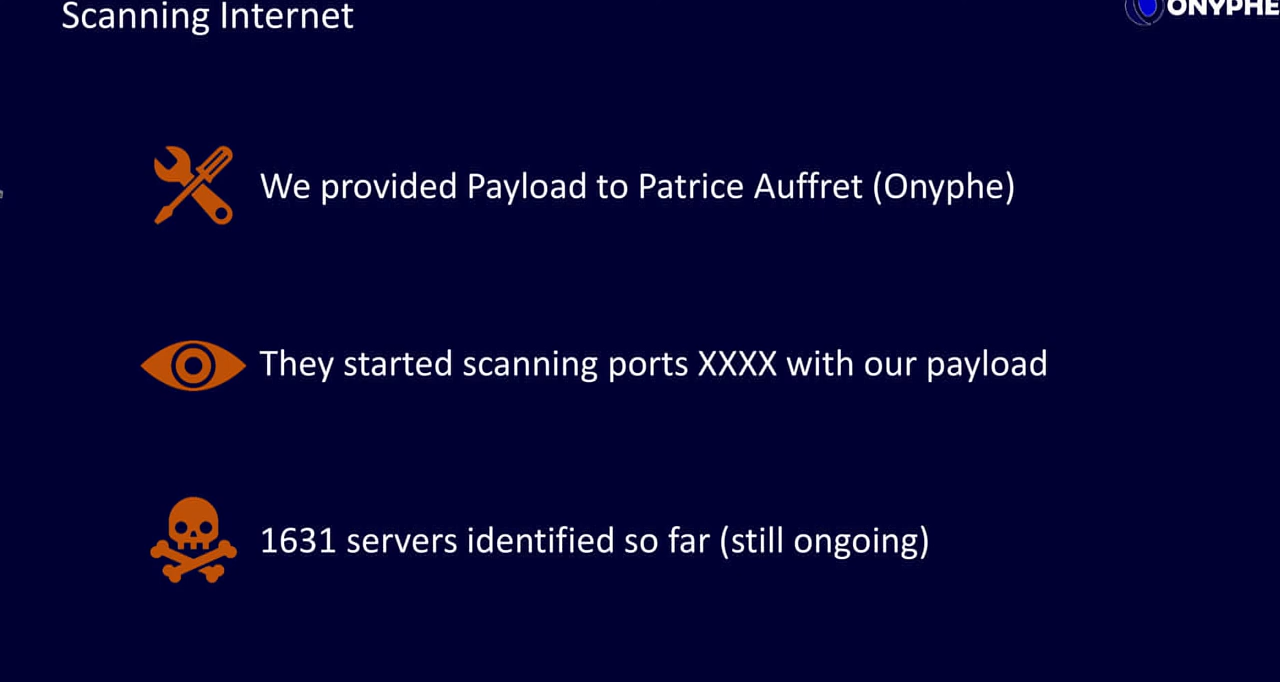 Scanning Internet
ONYPHE
We provided Payload to Patrice Auffret (Onyphe)
They started scanning ports XXXX with our payload
1631 servers identified so far (still ongoing)